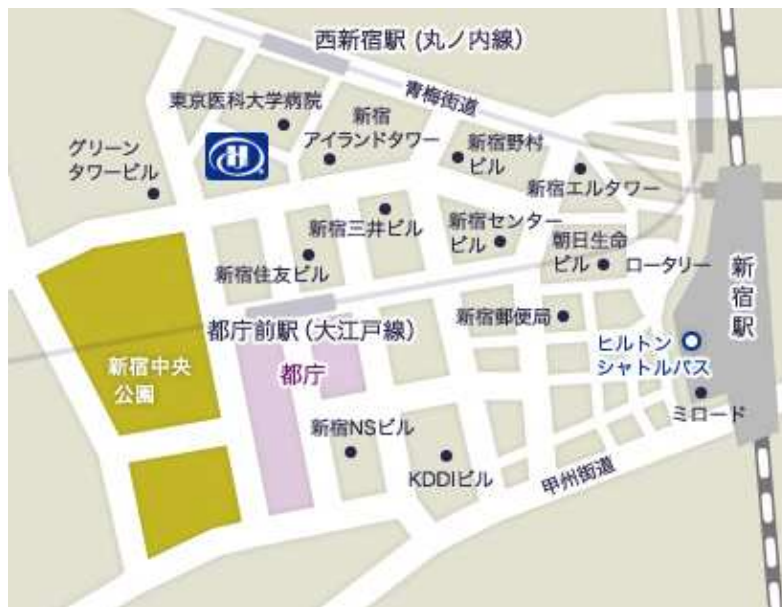 西新宿駅 (丸ノ内線)
青梅街道
東京医科大学病院
新宿
アイランドタワー
新宿野村
ビル
グリーン
タワービル
H
新宿エルタワー
新宿三井ビル
新宿センター
ビル
朝日生命
ビル
ロータリー
新宿住友ビル
新宿駅
都庁前駅 (大江戸線)
新宿郵便局
ヒルトン
シャトルバス
新宿中央
公園
都庁
ミロード
新宿NSビル
KDDIビル
甲州街道